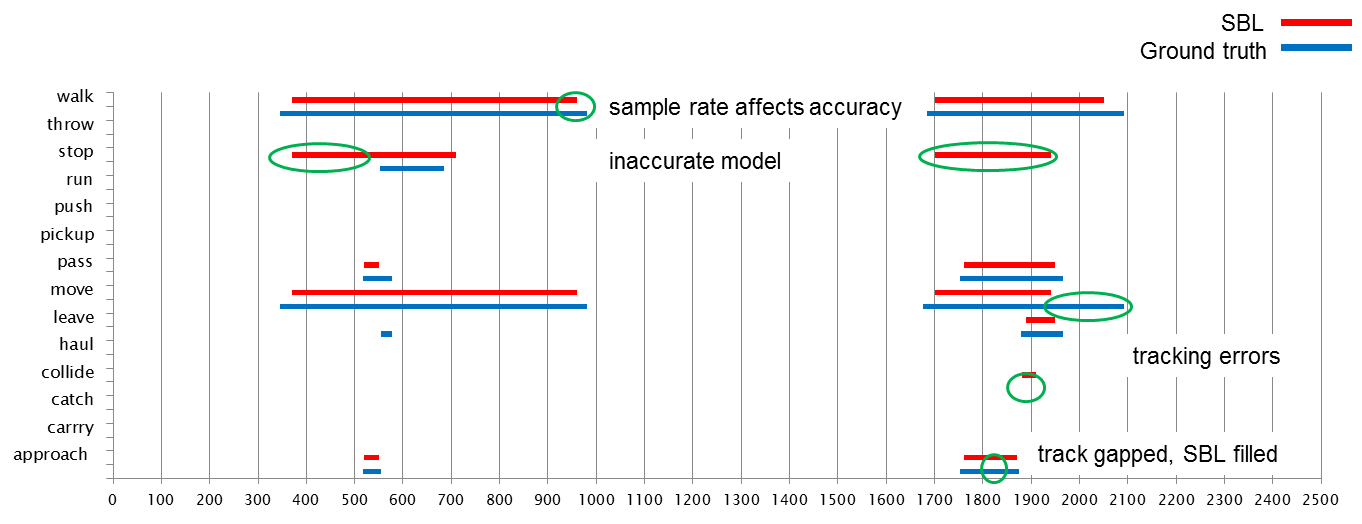 SBL
Ground truth
walk
sample rate affects accuracy
throw
stop
inaccurate model
run
push
pickup
pass
move
leave
haul
tracking errors
collide
catch
carrry
approach
track gapped, SBL filled
0 100 200 300 400 500 600 700 800 900 1000 1100 1200 1300 1400 1500 1600 1700 1800 1900 2000 2100 2200 2300 2400 2500